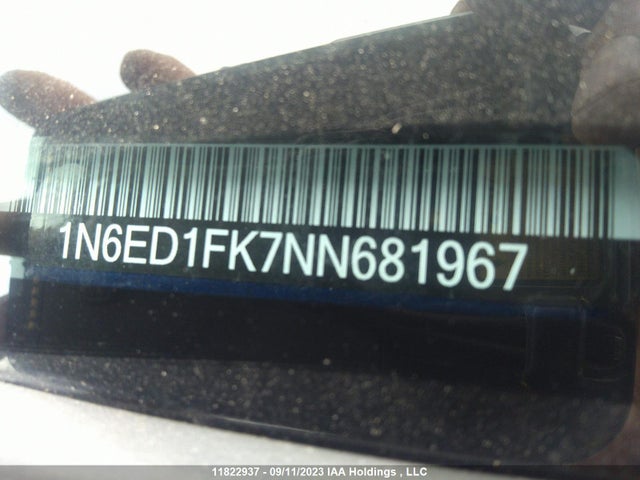 1N6ED1FK7NN681967
11822937 - 09/11/2023 IAA Holdings , LLC